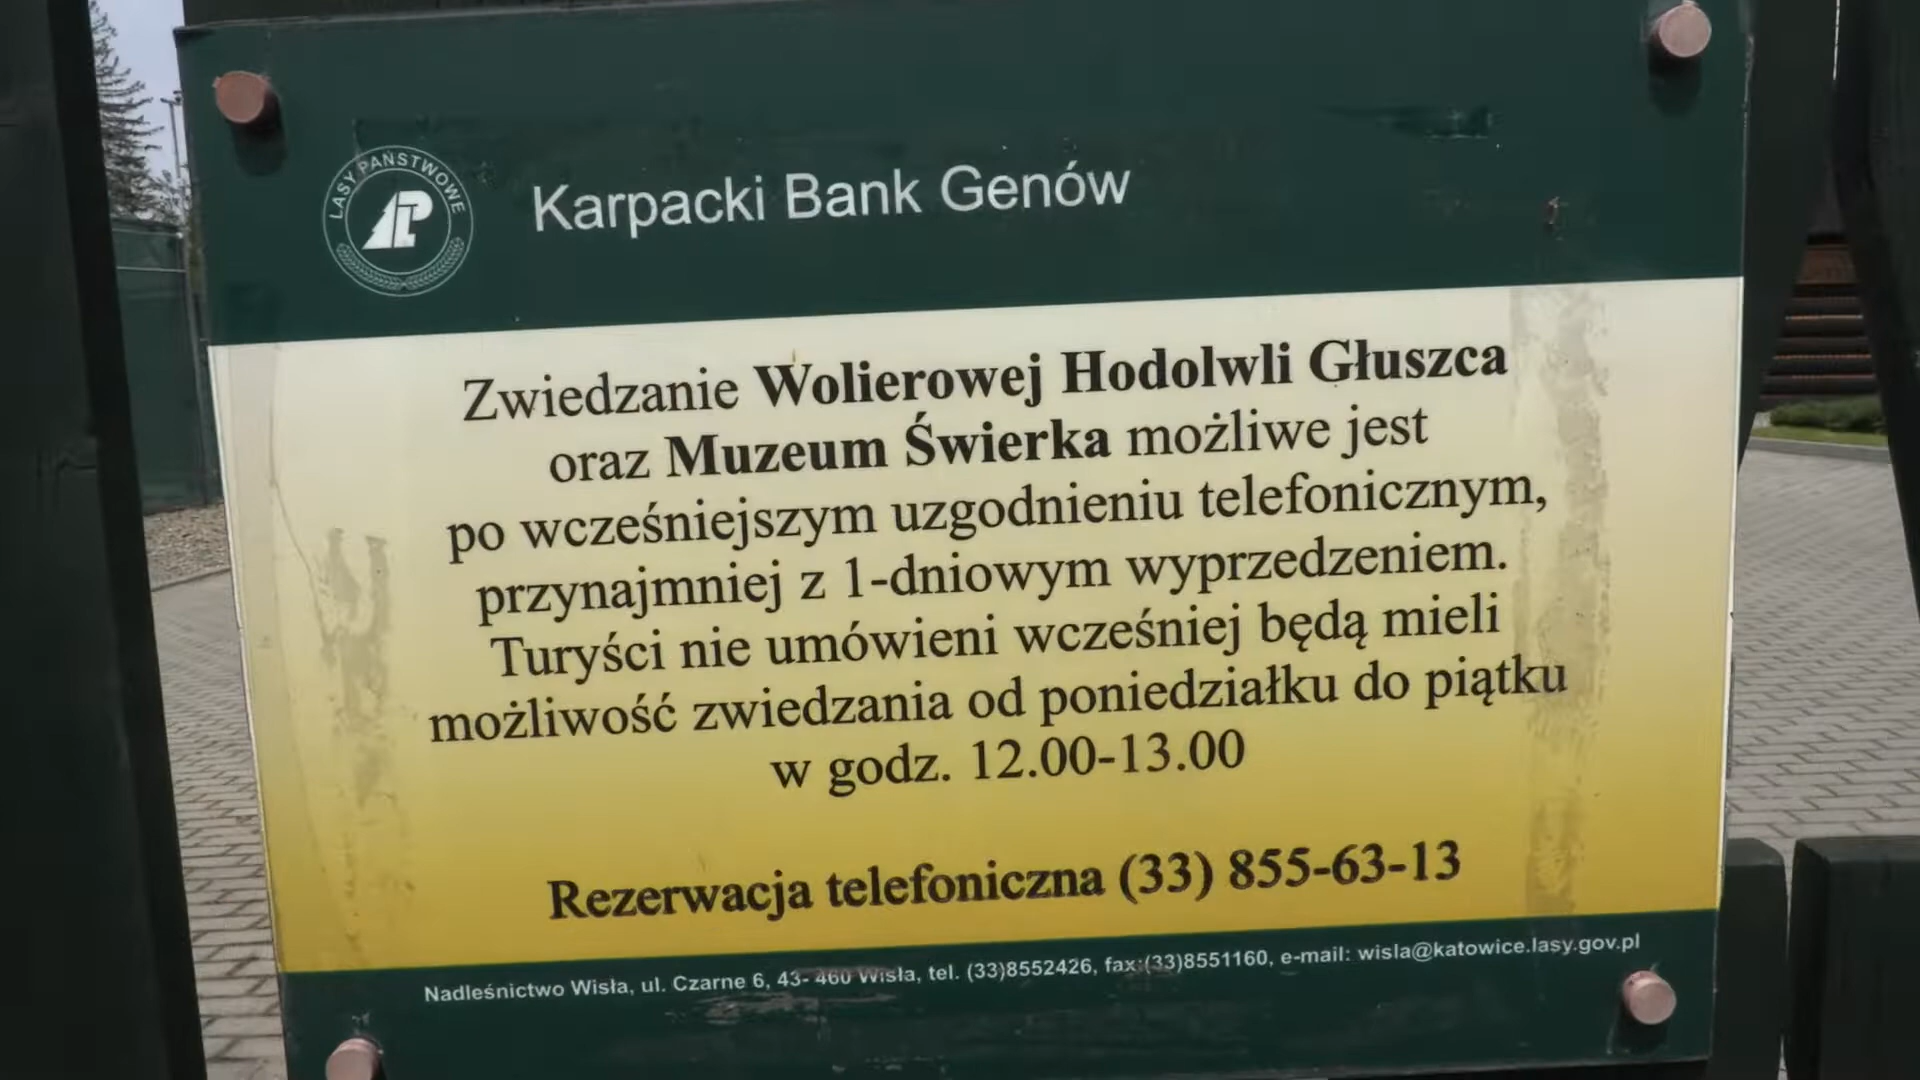 LASY PAŃSTWOWE
Karpacki Bank Genów
Zwiedzanie Wolierowej Hodolwli Głuszca
oraz Muzeum Świerka możliwe jest
po wcześniejszym uzgodnieniu telefonicznym,
przynajmniej z 1-dniowym wyprzedzeniem.
Turyści nie umówieni wcześniej będą mieli
możliwość zwiedzania od poniedziałku do piątku
w godz. 12.00-13.00
Rezerwacja telefoniczna (33) 855-63-13
Nadleśnictwo Wisła, ul. Czarne 6, 43- 460 Wisła, tel. (33)8552426, fax:(33)8551160, e-mail: wisla@katowice.lasy.gov.pl